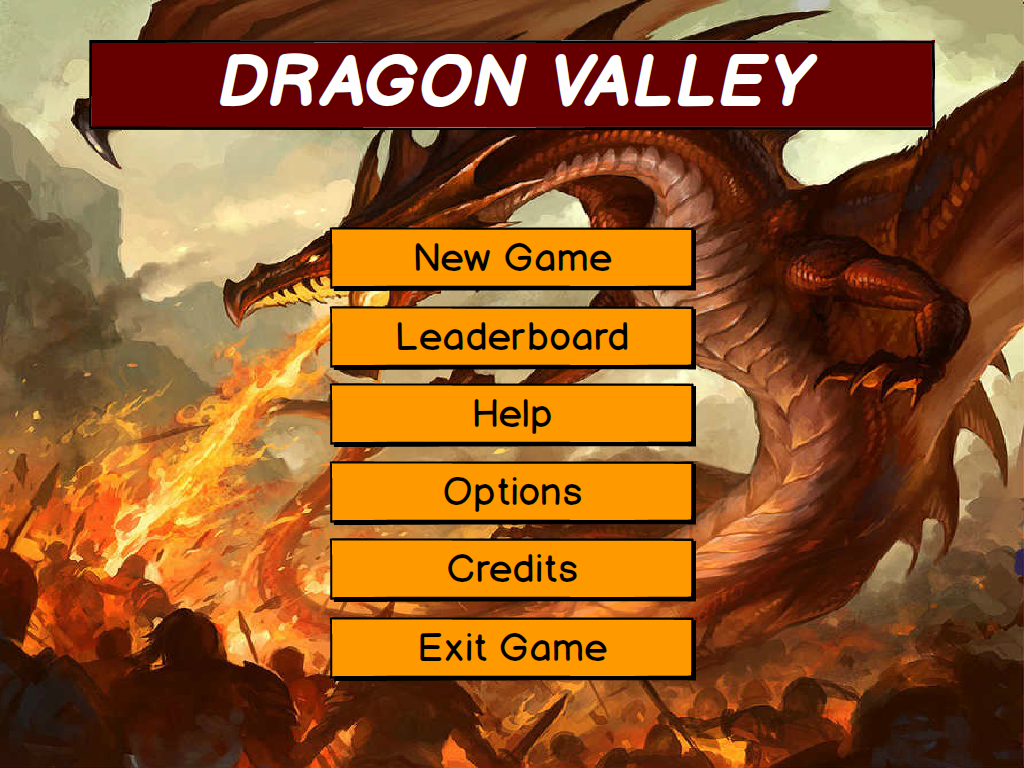 DRAGON VALLEY
New Game
Leaderboard
Help
Options
Credits
Exit Game